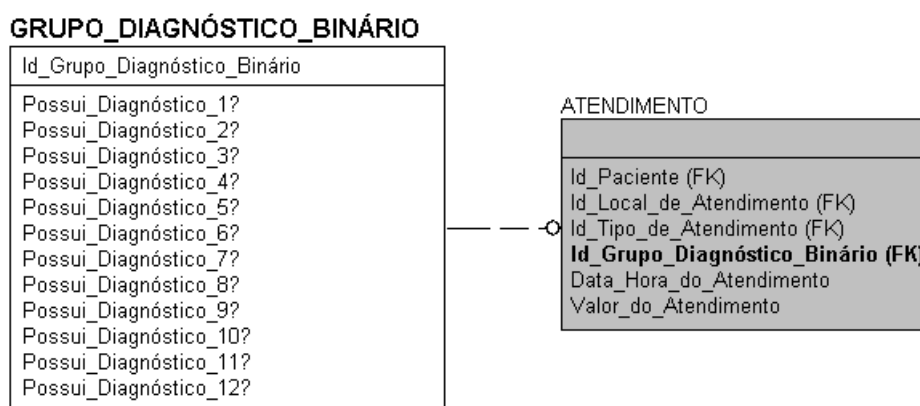 GRUPO_DIAGNÓSTICO_BINÁRIO
Id_Grupo_Diagnóstico_Binário
Possui_Diagnóstico_1?
Possui_Diagnóstico_2?
Possui_Diagnóstico_3?
Possui_Diagnóstico_4?
Possui_Diagnóstico_5?
Possui_Diagnóstico_6?
Possui_Diagnóstico_7?
Possui_Diagnóstico_8?
Possui_Diagnóstico_9?
Possui_Diagnóstico_10?
Possui_Diagnóstico_11?
Possui_Diagnóstico_12?
ATENDIMENTO
Id_Paciente (FK)
Id_Local_de_Atendimento (FK)
Id_Tipo_de_Atendimento (FK)
Id_Grupo_Diagnóstico_Binário (FK)
Data_Hora_do_Atendimento
Valor_do_Atendimento